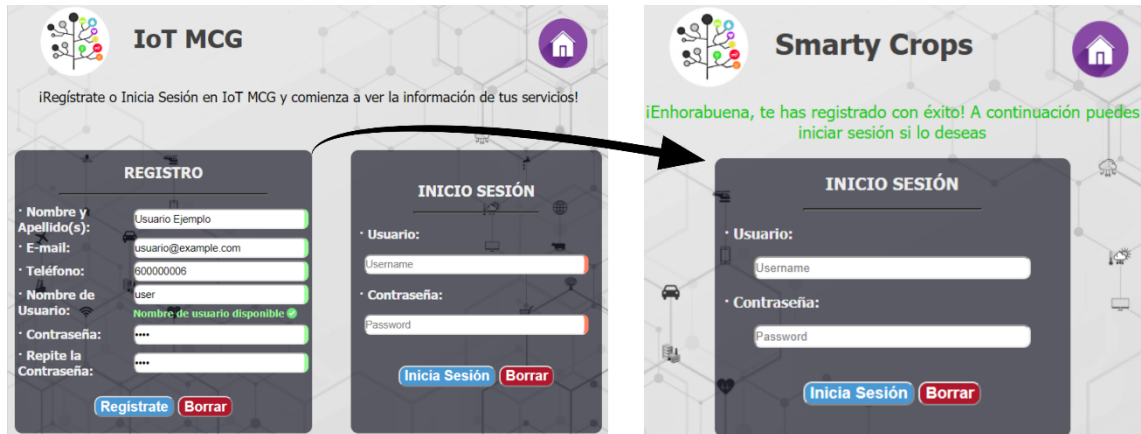 IoT MCG
¡Regístrate o Inicia Sesión en IoT MCG y comienza a ver la información de tus servicios!
REGISTRO
· Nombre y
Apellido(s):
Usuario Ejemplo
· E-mail:
usuario@example.com
· Teléfono:
600000006
· Nombre de
Usuario:
user
Nombre de usuario disponible
· Contraseña:
····
· Repite la
Contraseña:
····
Regístrate
Borrar
INICIO SESIÓN
· Usuario:
Username
· Contraseña:
Password
Inicia Sesión
Borrar
Smarty Crops
¡Enhorabuena, te has registrado con éxito! A continuación puedes
iniciar sesión si lo deseas
INICIO SESIÓN
· Usuario:
Username
· Contraseña:
Password
Inicia Sesión
Borrar